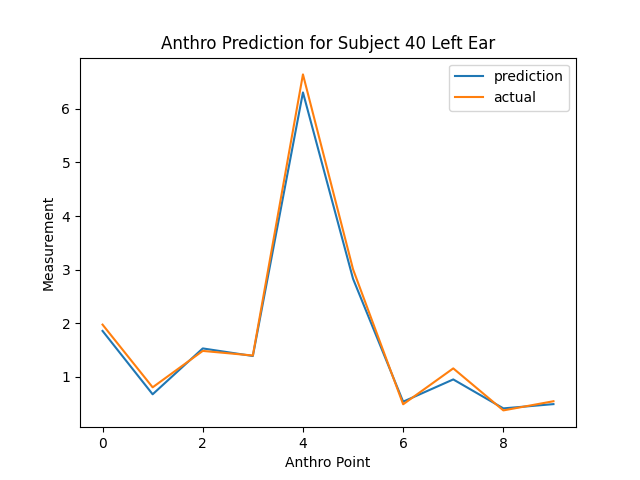 Anthro Prediction for Subject 40 Left Ear
prediction
actual
Measurement
6
5
4
3
2
1
0 2 4 6 8
Anthro Point